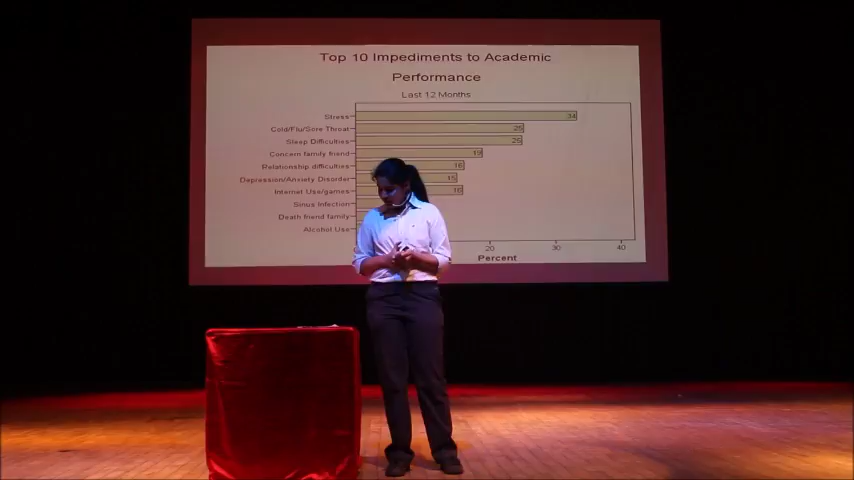 Top 10 Impediments to Academic
Performance
Last 12 Months
Stress 34
Cold/Flu/Sore Throat 25
Sleep Difficulties 25
Concern family friend 19
Relationship difficulties 16
Depression/Anxiety Disorder 15
Internet Use/games 16
Sinus Infection
Death friend family
Alcohol Use
20 30 40
Percent